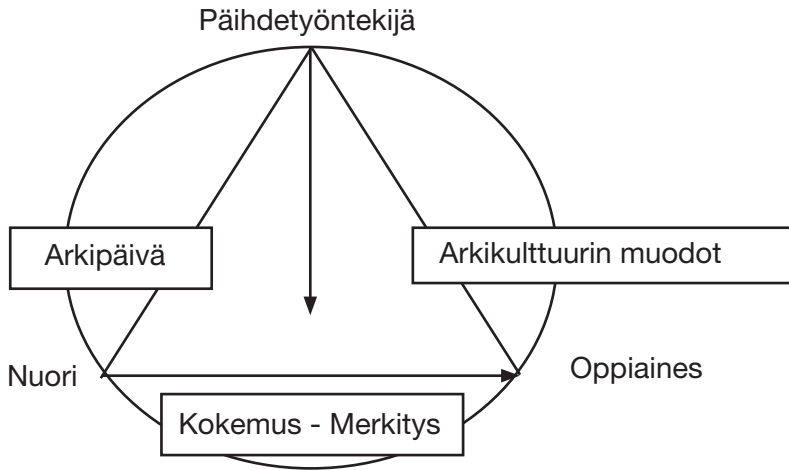 Päihdetyöntekijä
Arkipäivä
Arkikulttuurin muodot
Nuori
Oppiaines
Kokemus - Merkitys